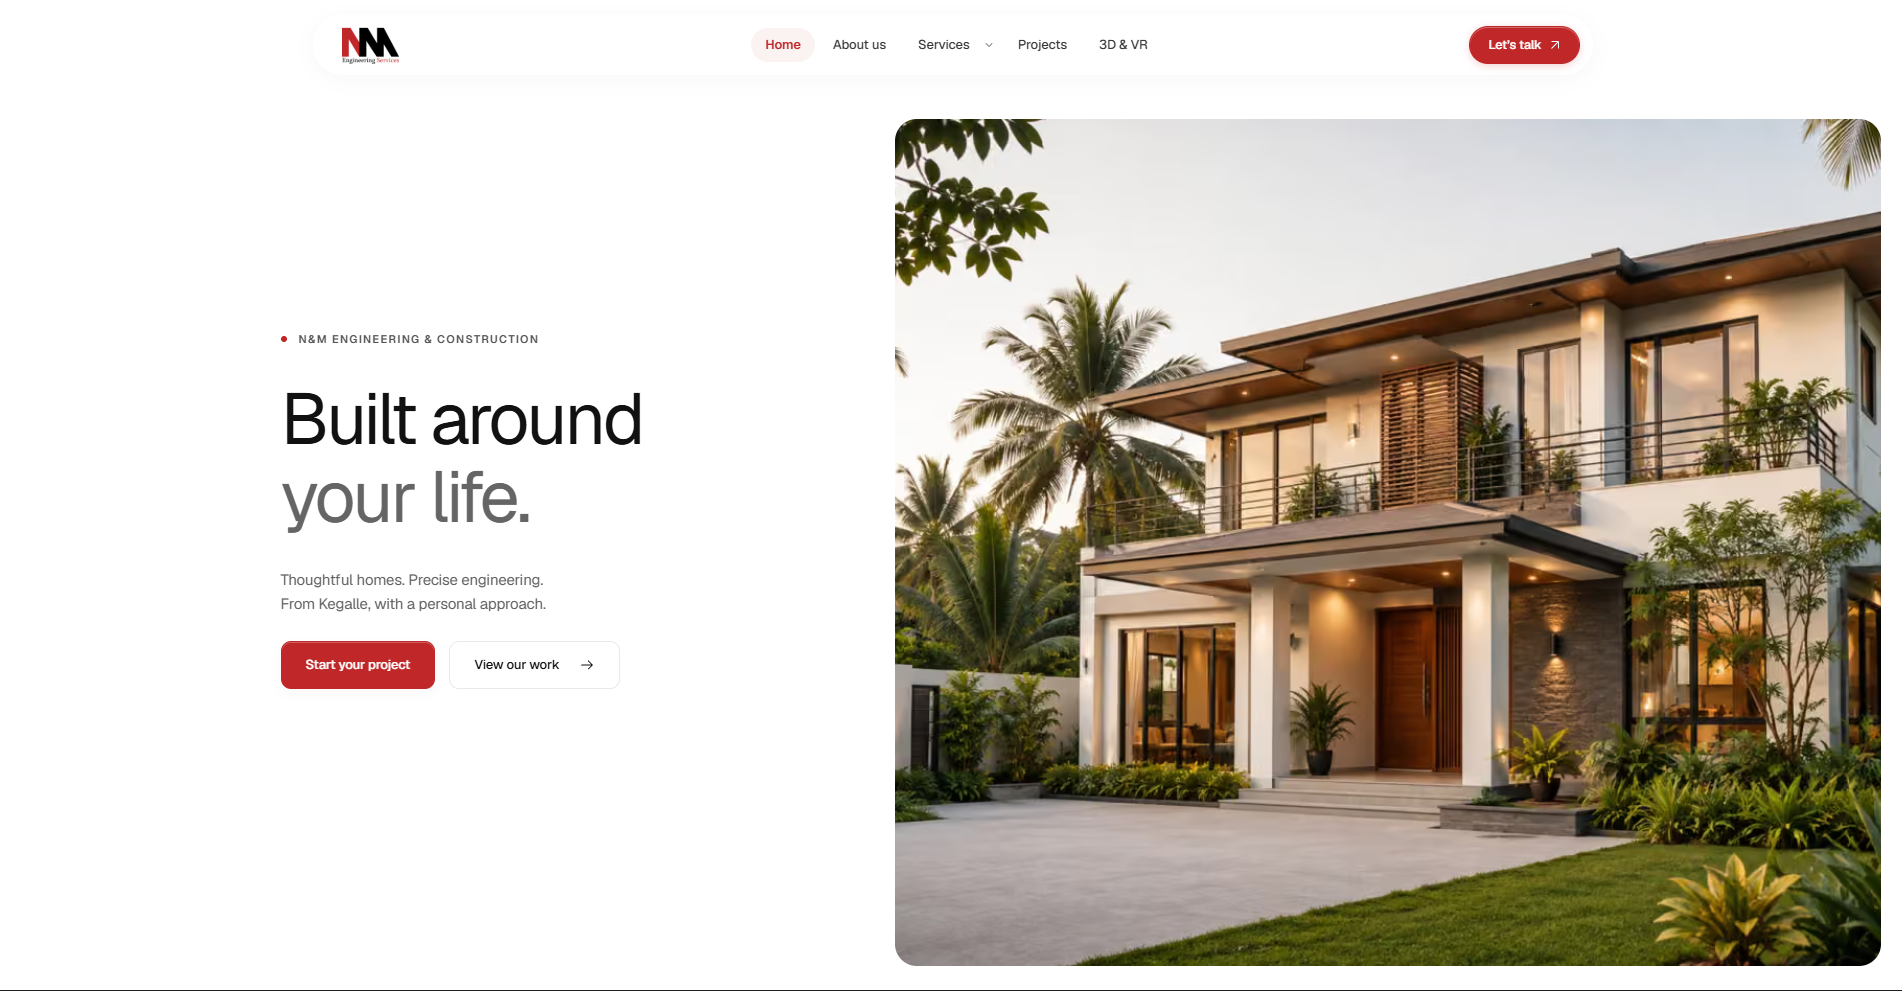 NM
Engineering Services
Home
About us
Services
Projects
3D & VR
Let's talk
N&M ENGINEERING & CONSTRUCTION
Built around
your life.
Thoughtful homes. Precise engineering.
From Kegalle, with a personal approach.
Start your project
View our work